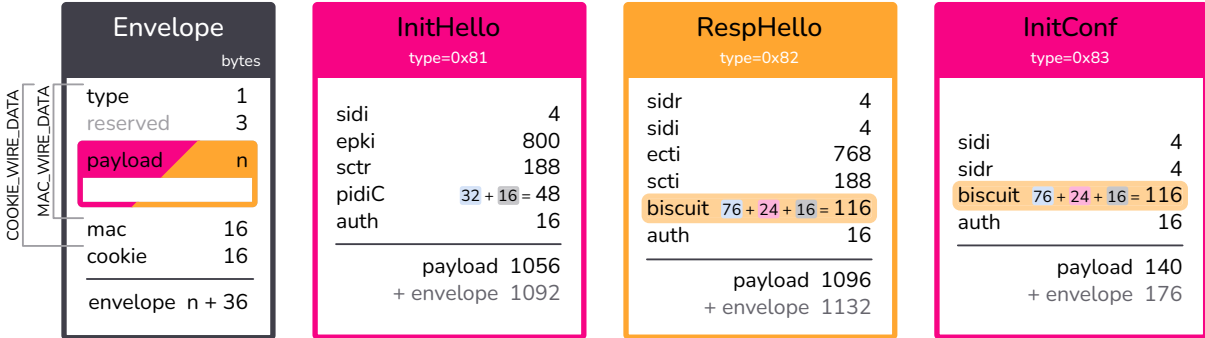 Envelope
bytes
COOKIE_WIRE_DATA
MAC_WIRE_DATA
type 1
reserved 3
payload n
mac 16
cookie 16
envelope n + 36
InitHello
type=0x81
sidi 4
epki 800
sctr 188
pidiC 32 + 16 = 48
auth 16
payload 1056
+ envelope 1092
RespHello
type=0x82
sidr 4
sidi 4
ecti 768
scti 188
biscuit 76 + 24 + 16 = 116
auth 16
payload 1096
+ envelope 1132
InitConf
type=0x83
sidi 4
sidr 4
biscuit 76 + 24 + 16 = 116
auth 16
payload 140
+ envelope 176